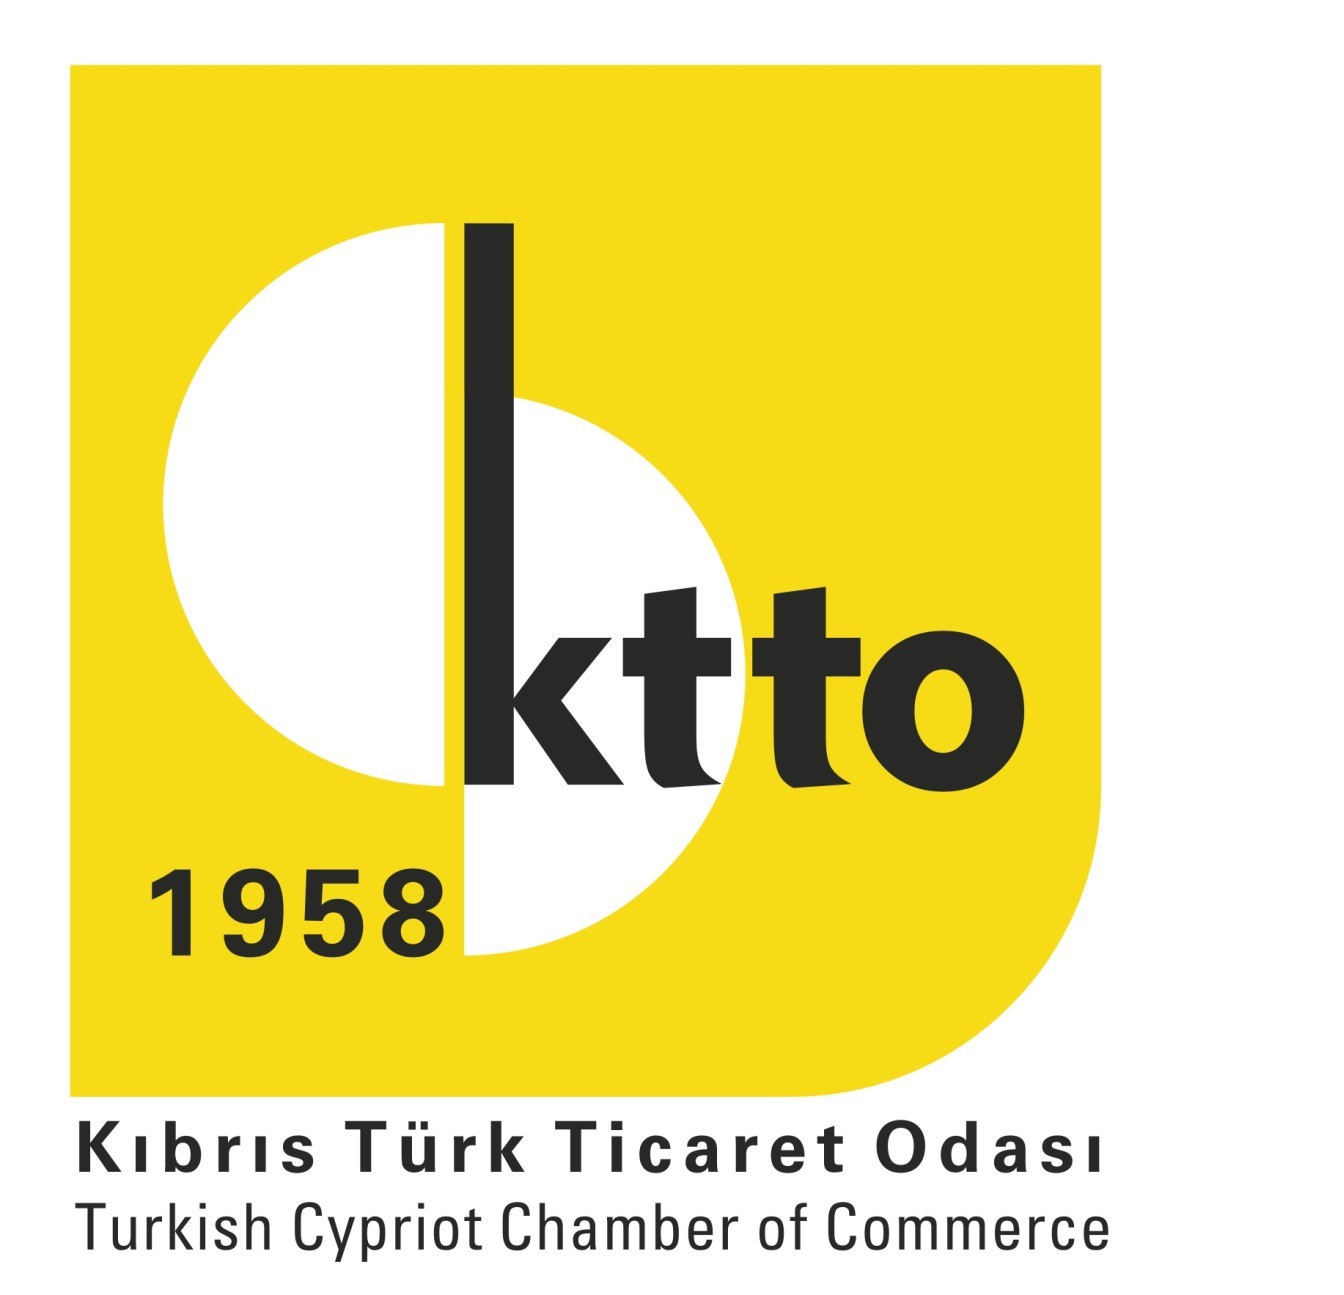 ktto
1958
Kıbrıs Türk Ticaret Odası
Turkish Cypriot Chamber of Commerce